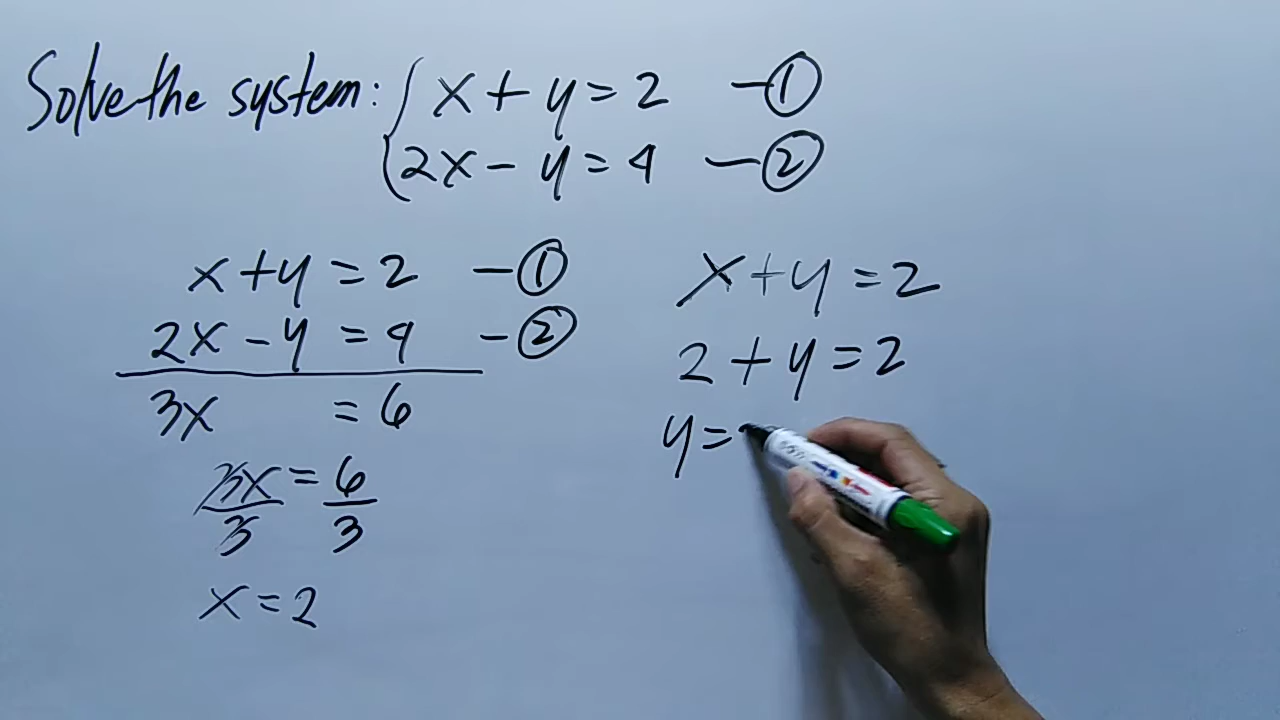 Solve the system: { x + y = 2 — ①
2x - y = 4 — ②
x + y = 2 — ①
2x - y = 4 - ②
3x = 6
3x/3 = 6/3
x = 2
x + y = 2
2 + y = 2
y =